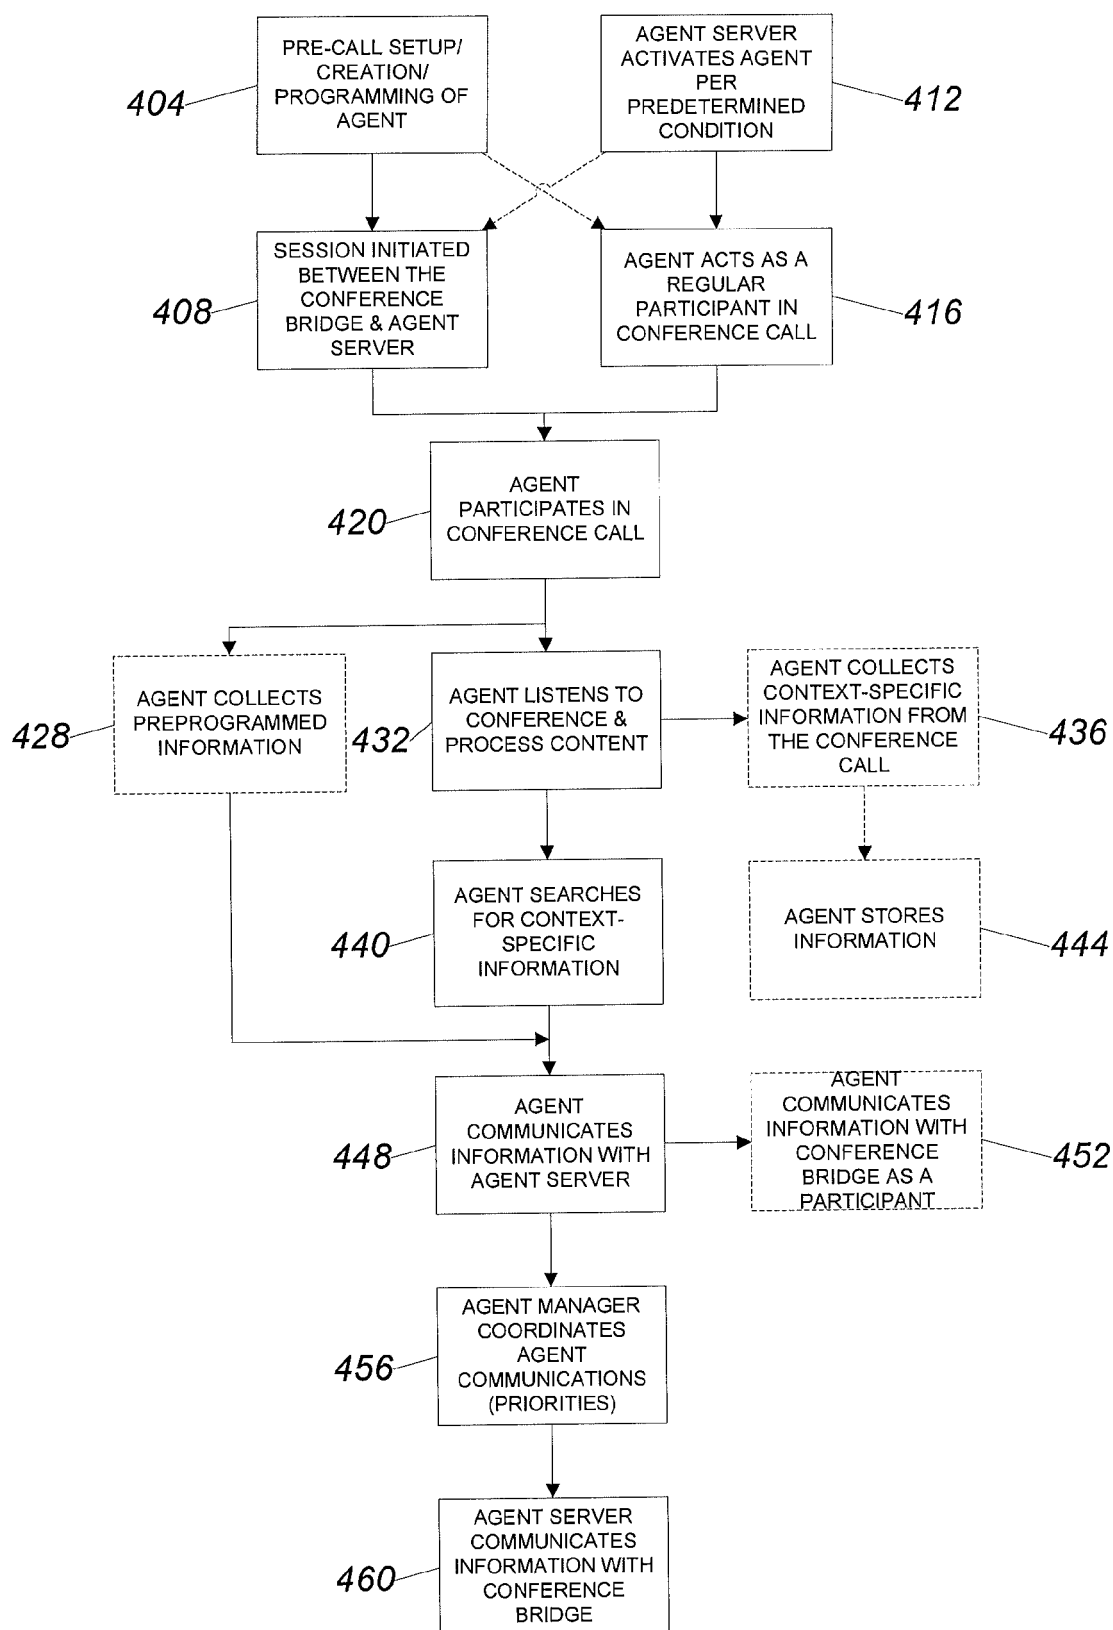 PRE-CALL SETUP/
CREATION/
PROGRAMMING OF
AGENT
404
AGENT SERVER
ACTIVATES AGENT
PER
PREDETERMINED
CONDITION
412
SESSION INITIATED
BETWEEN THE
CONFERENCE
BRIDGE & AGENT
SERVER
408
AGENT ACTS AS A
REGULAR
PARTICIPANT IN
CONFERENCE CALL
416
AGENT
PARTICIPATES IN
CONFERENCE CALL
420
AGENT COLLECTS
PREPROGRAMMED
INFORMATION
428
AGENT LISTENS TO
CONFERENCE &
PROCESS CONTENT
432
AGENT COLLECTS
CONTEXT-SPECIFIC
INFORMATION FROM
THE CONFERENCE
CALL
436
AGENT SEARCHES
FOR CONTEXT-
SPECIFIC
INFORMATION
440
AGENT STORES
INFORMATION
444
AGENT
COMMUNICATES
INFORMATION WITH
AGENT SERVER
448
AGENT
COMMUNICATES
INFORMATION WITH
CONFERENCE
BRIDGE AS A
PARTICIPANT
452
AGENT MANAGER
COORDINATES
AGENT
COMMUNICATIONS
(PRIORITIES)
456
AGENT SERVER
COMMUNICATES
INFORMATION WITH
CONFERENCE
BRIDGE
460